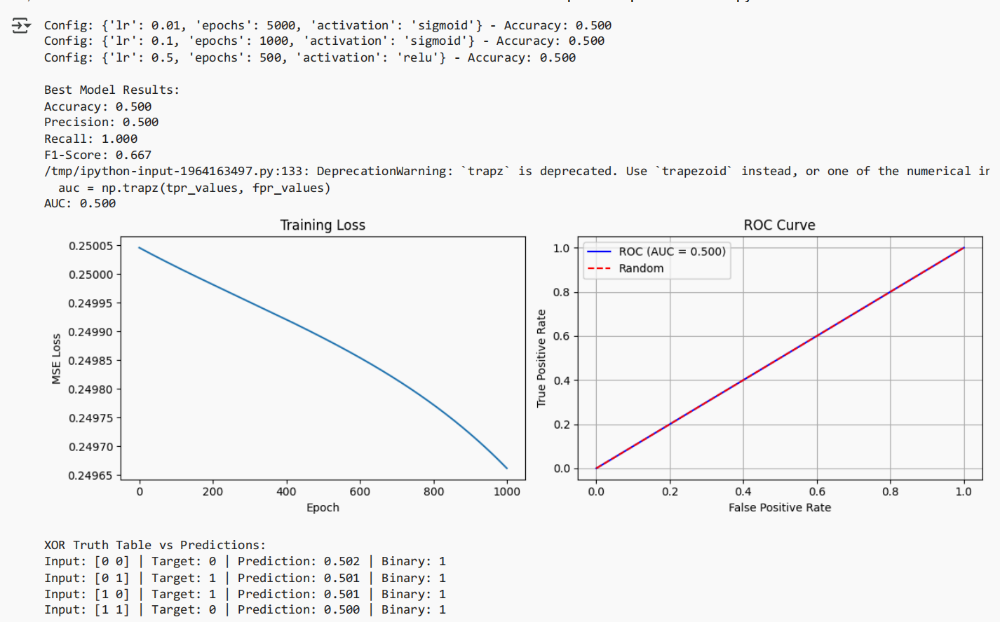 Config: {'lr': 0.01, 'epochs': 5000, 'activation': 'sigmoid'} - Accuracy: 0.500
Config: {'lr': 0.1, 'epochs': 1000, 'activation': 'sigmoid'} - Accuracy: 0.500
Config: {'lr': 0.5, 'epochs': 500, 'activation': 'relu'} - Accuracy: 0.500
Best Model Results:
Accuracy: 0.500
Precision: 0.500
Recall: 1.000
F1-Score: 0.667
/tmp/ipython-input-1964163497.py:133: DeprecationWarning: `trapz` is deprecated. Use `trapezoid` instead, or one of the numerical
auc = np.trapz(tpr_values, fpr_values)
AUC: 0.500
Training Loss
0.25005
0.25000
0.24995
0.24990
0.24985
0.24980
0.24975
0.24970
0.24965
MSE Loss
0 200 400 600 800 1000
Epoch
ROC Curve
ROC (AUC = 0.500)
Random
1.0
0.8
0.6
0.4
0.2
0.0
True Positive Rate
0.0 0.2 0.4 0.6 0.8 1.0
False Positive Rate
XOR Truth Table vs Predictions:
Input: [0 0] | Target: 0 | Prediction: 0.502 | Binary: 1
Input: [0 1] | Target: 1 | Prediction: 0.501 | Binary: 1
Input: [1 0] | Target: 1 | Prediction: 0.501 | Binary: 1
Input: [1 1] | Target: 0 | Prediction: 0.500 | Binary: 1